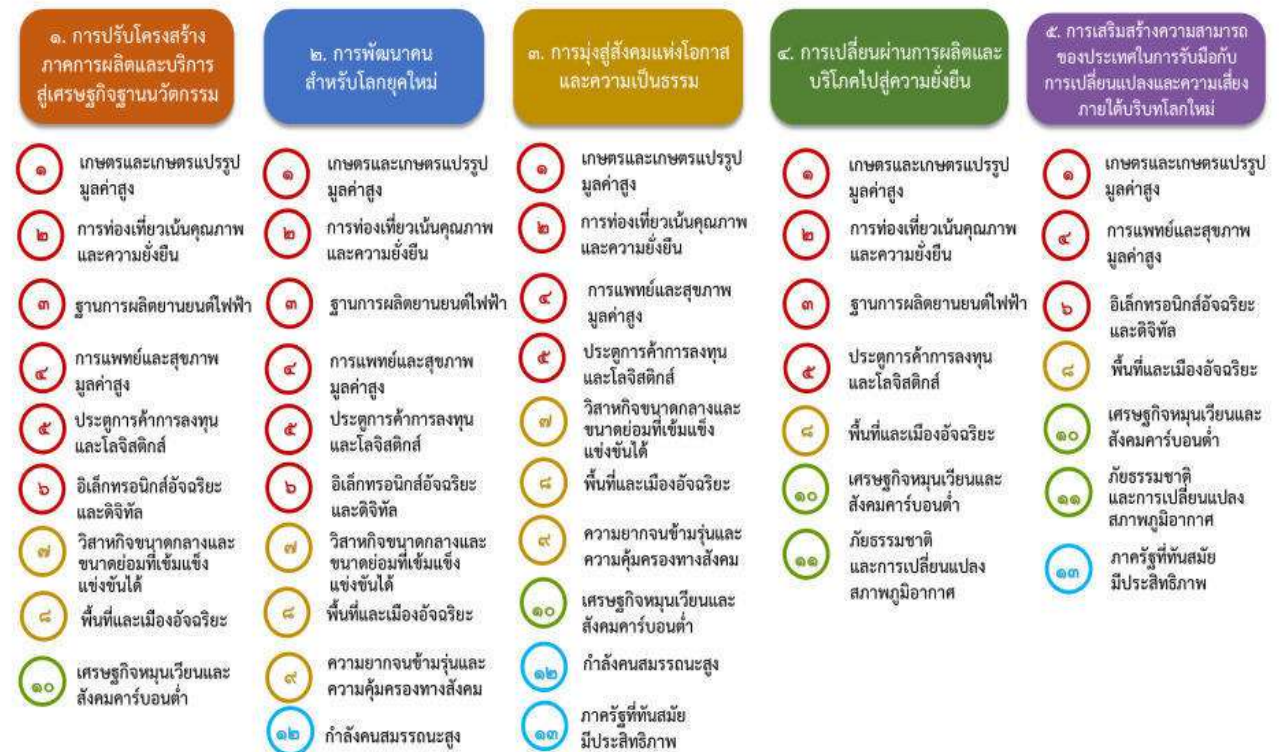 ๑. การปรับโครงสร้าง
ภาคการผลิตและบริการ
สู่เศรษฐกิจฐานนวัตกรรม
๑
เกษตรและเกษตรแปรรูป
มูลค่าสูง
๒
การท่องเที่ยวเน้นคุณภาพ
และความยั่งยืน
๓
ฐานการผลิตยานยนต์ไฟฟ้า
๔
การแพทย์และสุขภาพ
มูลค่าสูง
๕
ประตูการค้าการลงทุน
และโลจิสติกส์
๖
อิเล็กทรอนิกส์อัจฉริยะ
และดิจิทัล
๗
วิสาหกิจขนาดกลางและ
ขนาดย่อมที่เข้มแข็ง
แข่งขันได้
๘
พื้นที่และเมืองอัจฉริยะ
๑๐
เศรษฐกิจหมุนเวียนและ
สังคมคาร์บอนต่ำ
๒. การพัฒนาคน
สำหรับโลกยุคใหม่
๑
เกษตรและเกษตรแปรรูป
มูลค่าสูง
๒
การท่องเที่ยวเน้นคุณภาพ
และความยั่งยืน
๓
ฐานการผลิตยานยนต์ไฟฟ้า
๔
การแพทย์และสุขภาพ
มูลค่าสูง
๕
ประตูการค้าการลงทุน
และโลจิสติกส์
๖
อิเล็กทรอนิกส์อัจฉริยะ
และดิจิทัล
๗
วิสาหกิจขนาดกลางและ
ขนาดย่อมที่เข้มแข็ง
แข่งขันได้
๘
พื้นที่และเมืองอัจฉริยะ
๙
ความยากจนข้ามรุ่นและ
ความคุ้มครองทางสังคม
๑๒
กำลังคนสมรรถนะสูง
๓. การมุ่งสู่สังคมแห่งโอกาส
และความเป็นธรรม
๑
เกษตรและเกษตรแปรรูป
มูลค่าสูง
๒
การท่องเที่ยวเน้นคุณภาพ
และความยั่งยืน
๔
การแพทย์และสุขภาพ
มูลค่าสูง
๕
ประตูการค้าการลงทุน
และโลจิสติกส์
๗
วิสาหกิจขนาดกลางและ
ขนาดย่อมที่เข้มแข็ง
แข่งขันได้
๘
พื้นที่และเมืองอัจฉริยะ
๙
ความยากจนข้ามรุ่นและ
ความคุ้มครองทางสังคม
๑๐
เศรษฐกิจหมุนเวียนและ
สังคมคาร์บอนต่ำ
๑๒
กำลังคนสมรรถนะสูง
๑๓
ภาครัฐที่ทันสมัย
มีประสิทธิภาพ
๔. การเปลี่ยนผ่านการผลิตและ
บริโภคไปสู่ความยั่งยืน
๑
เกษตรและเกษตรแปรรูป
มูลค่าสูง
๒
การท่องเที่ยวเน้นคุณภาพ
และความยั่งยืน
๓
ฐานการผลิตยานยนต์ไฟฟ้า
๕
ประตูการค้าการลงทุน
และโลจิสติกส์
๘
พื้นที่และเมืองอัจฉริยะ
๑๐
เศรษฐกิจหมุนเวียนและ
สังคมคาร์บอนต่ำ
๑๑
ภัยธรรมชาติ
และการเปลี่ยนแปลง
สภาพภูมิอากาศ
๕. การเสริมสร้างความสามารถ
ของประเทศในการรับมือกับ
การเปลี่ยนแปลงและความเสี่ยง
ภายใต้บริบทโลกใหม่
๑
เกษตรและเกษตรแปรรูป
มูลค่าสูง
๔
การแพทย์และสุขภาพ
มูลค่าสูง
๖
อิเล็กทรอนิกส์อัจฉริยะ
และดิจิทัล
๘
พื้นที่และเมืองอัจฉริยะ
๑๐
เศรษฐกิจหมุนเวียนและ
สังคมคาร์บอนต่ำ
๑๑
ภัยธรรมชาติ
และการเปลี่ยนแปลง
สภาพภูมิอากาศ
๑๓
ภาครัฐที่ทันสมัย
มีประสิทธิภาพ